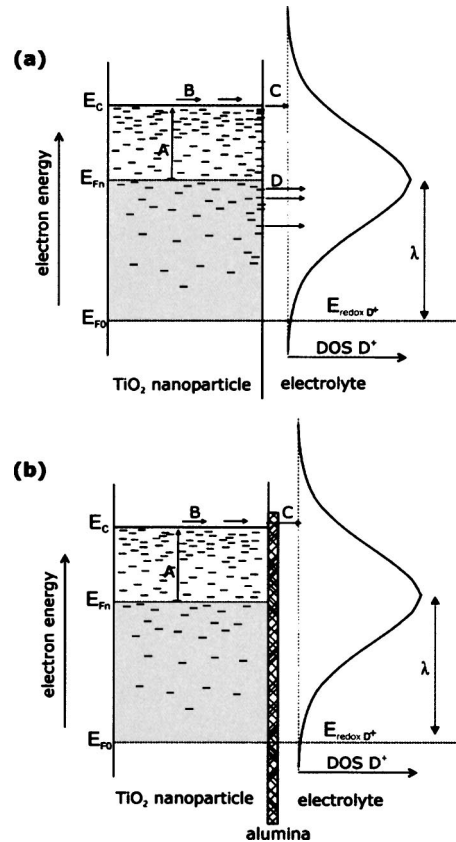 (a)
B
C
E_C
A
E_Fn
D
electron energy
λ
E_F0
E_redox D⁺
DOS D⁺
TiO₂ nanoparticle
electrolyte
(b)
B
C
E_C
A
E_Fn
electron energy
λ
E_F0
E_redox D⁺
DOS D⁺
TiO₂ nanoparticle
electrolyte
alumina